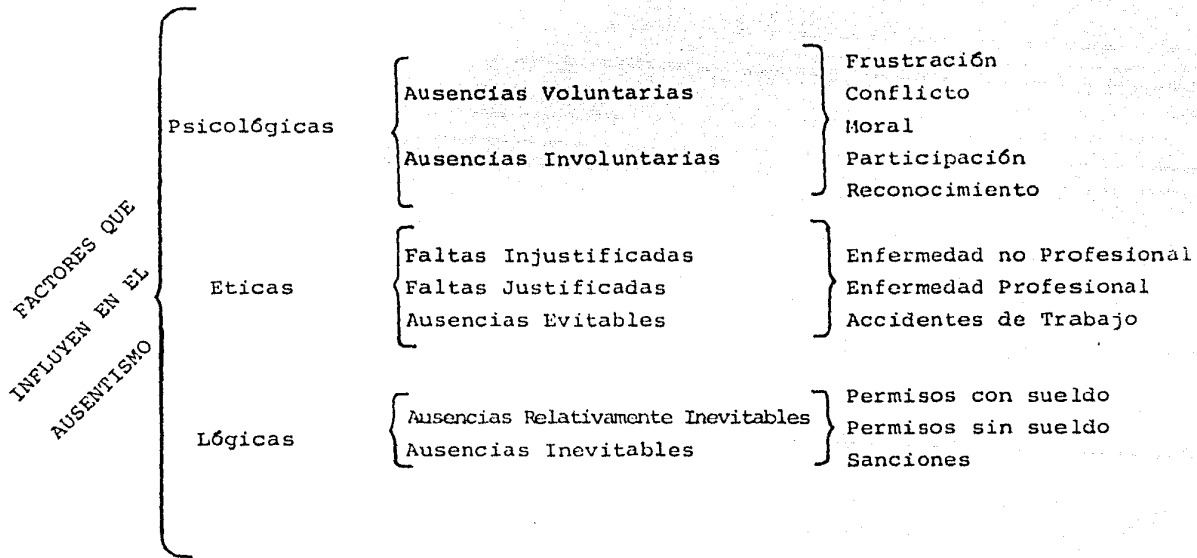 FACTORES QUE
INFLUYEN EN EL
AUSENTISMO
Psicológicas
Ausencias Voluntarias
Ausencias Involuntarias
Frustración
Conflicto
Moral
Participación
Reconocimiento
Eticas
Faltas Injustificadas
Faltas Justificadas
Ausencias Evitables
Enfermedad no Profesional
Enfermedad Profesional
Accidentes de Trabajo
Lógicas
Ausencias Relativamente Inevitables
Ausencias Inevitables
Permisos con sueldo
Permisos sin sueldo
Sanciones